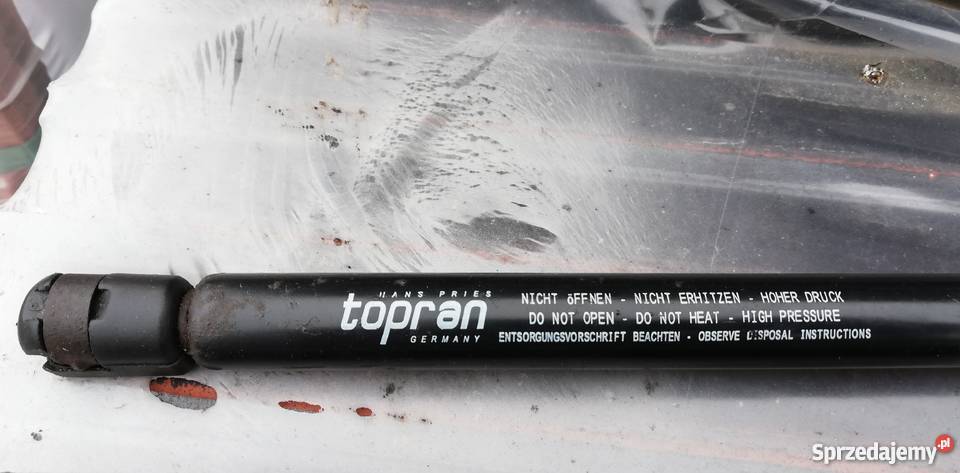 HANS PRIES
topran
GERMANY
NICHT öFFNEN - NICHT ERHITZEN - HOHER DRUCK
DO NOT OPEN - DO NOT HEAT - HIGH PRESSURE
ENTSORGUNGSVORSCHRIFT BEACHTEN - OBSERVE DISPOSAL INSTRUCTIONS
Sprzedajemy.pl